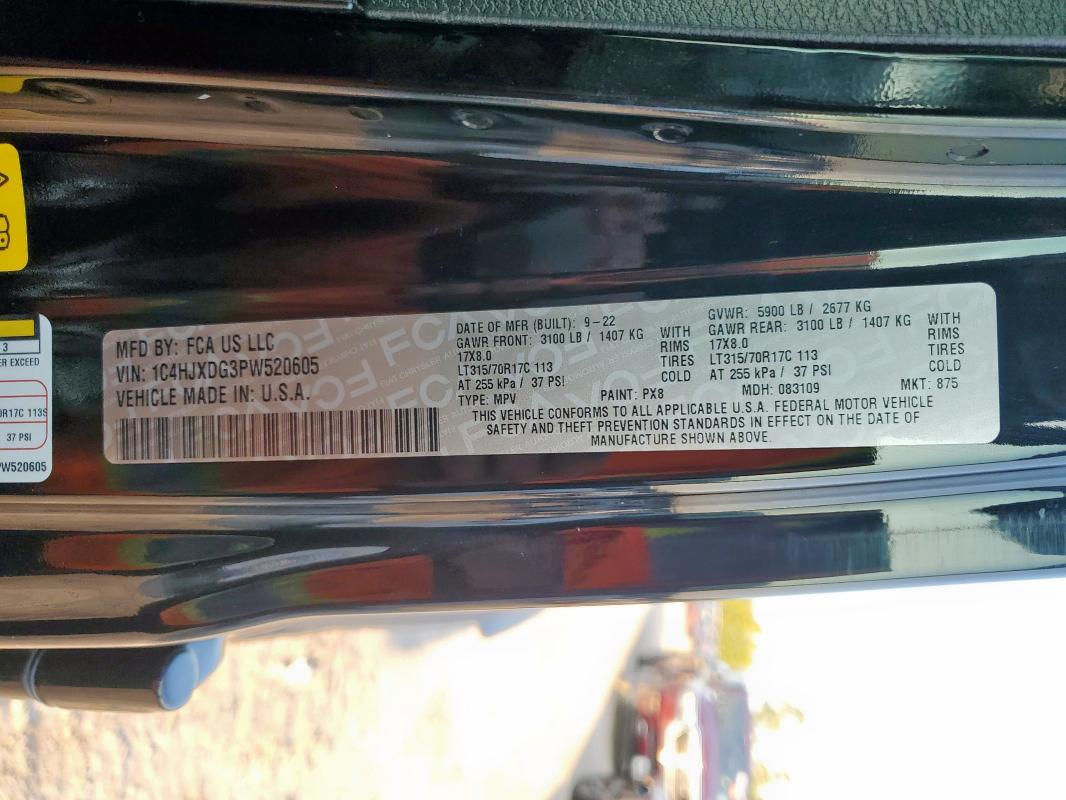 MFD BY: FCA US LLC
VIN: 1C4HJXDG3PW520605
VEHICLE MADE IN: U.S.A.
DATE OF MFR (BUILT): 9-22
GAWR FRONT: 3100 LB / 1407 KG WITH
17X8.0 RIMS
LT315/70R17C 113 TIRES
AT 255 kPa / 37 PSI COLD
TYPE: MPV
PAINT: PX8
GVWR: 5900 LB / 2677 KG
GAWR REAR: 3100 LB / 1407 KG WITH
17X8.0 RIMS
LT315/70R17C 113 TIRES
AT 255 kPa / 37 PSI COLD
MDH: 083109
MKT: 875
THIS VEHICLE CONFORMS TO ALL APPLICABLE U.S.A. FEDERAL MOTOR VEHICLE
SAFETY AND THEFT PREVENTION STANDARDS IN EFFECT ON THE DATE OF
MANUFACTURE SHOWN ABOVE.
3
EXCEED
113S
37 PSI
PW520605